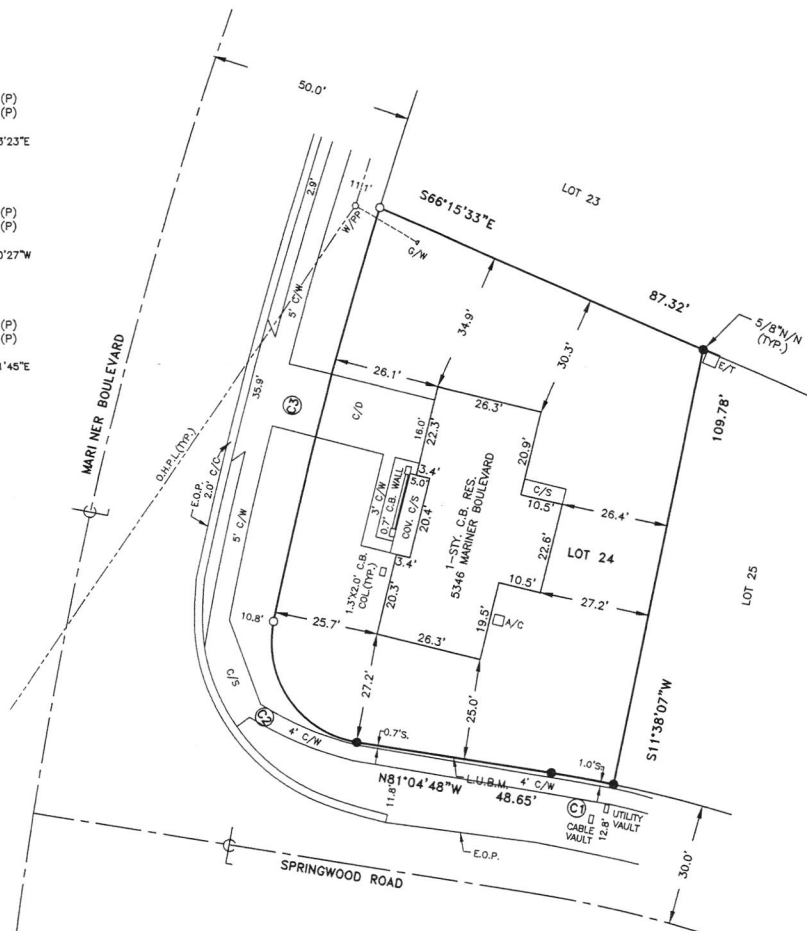 (P)
(P)
3'23"E
(P)
(P)
0'27"W
(P)
(P)
1'45"E
50.0'
LOT 23
S66°15'33"E
87.32'
5/8"N/N
(TYP.)
E/T
109.78'
11.1'
W/PP
G/W
2.9'
5' C/W
34.9'
30.3'
MARINER BOULEVARD
O.H.P.L.(TYP.)
35.9'
C3
C/D
26.1'
26.3'
16.0'
22.3'
20.9'
C/S
10.5'
26.4'
E.O.P.
2.0' C/C
5' C/W
3' C/W
0.7' C.B. WALL
3.4'
5.0'
COV. C/S
20.4'
3.4'
1-STY. C.B. RES.
5346 MARINER BOULEVARD
22.6'
LOT 24
LOT 25
1.3'X2.0' C.B.
COL.(TYP.)
20.3'
10.5'
27.2'
19.5'
A/C
10.8'
25.7'
26.3'
27.2'
25.0'
S11°38'07"W
C/S
C2
4' C/W
0.7'S.
1.0'S.
L.U.B.M.
4' C/W
N81°04'48"W
48.65'
11.8'
C1
CABLE
VAULT
UTILITY
VAULT
12.8'
30.0'
E.O.P.
SPRINGWOOD ROAD